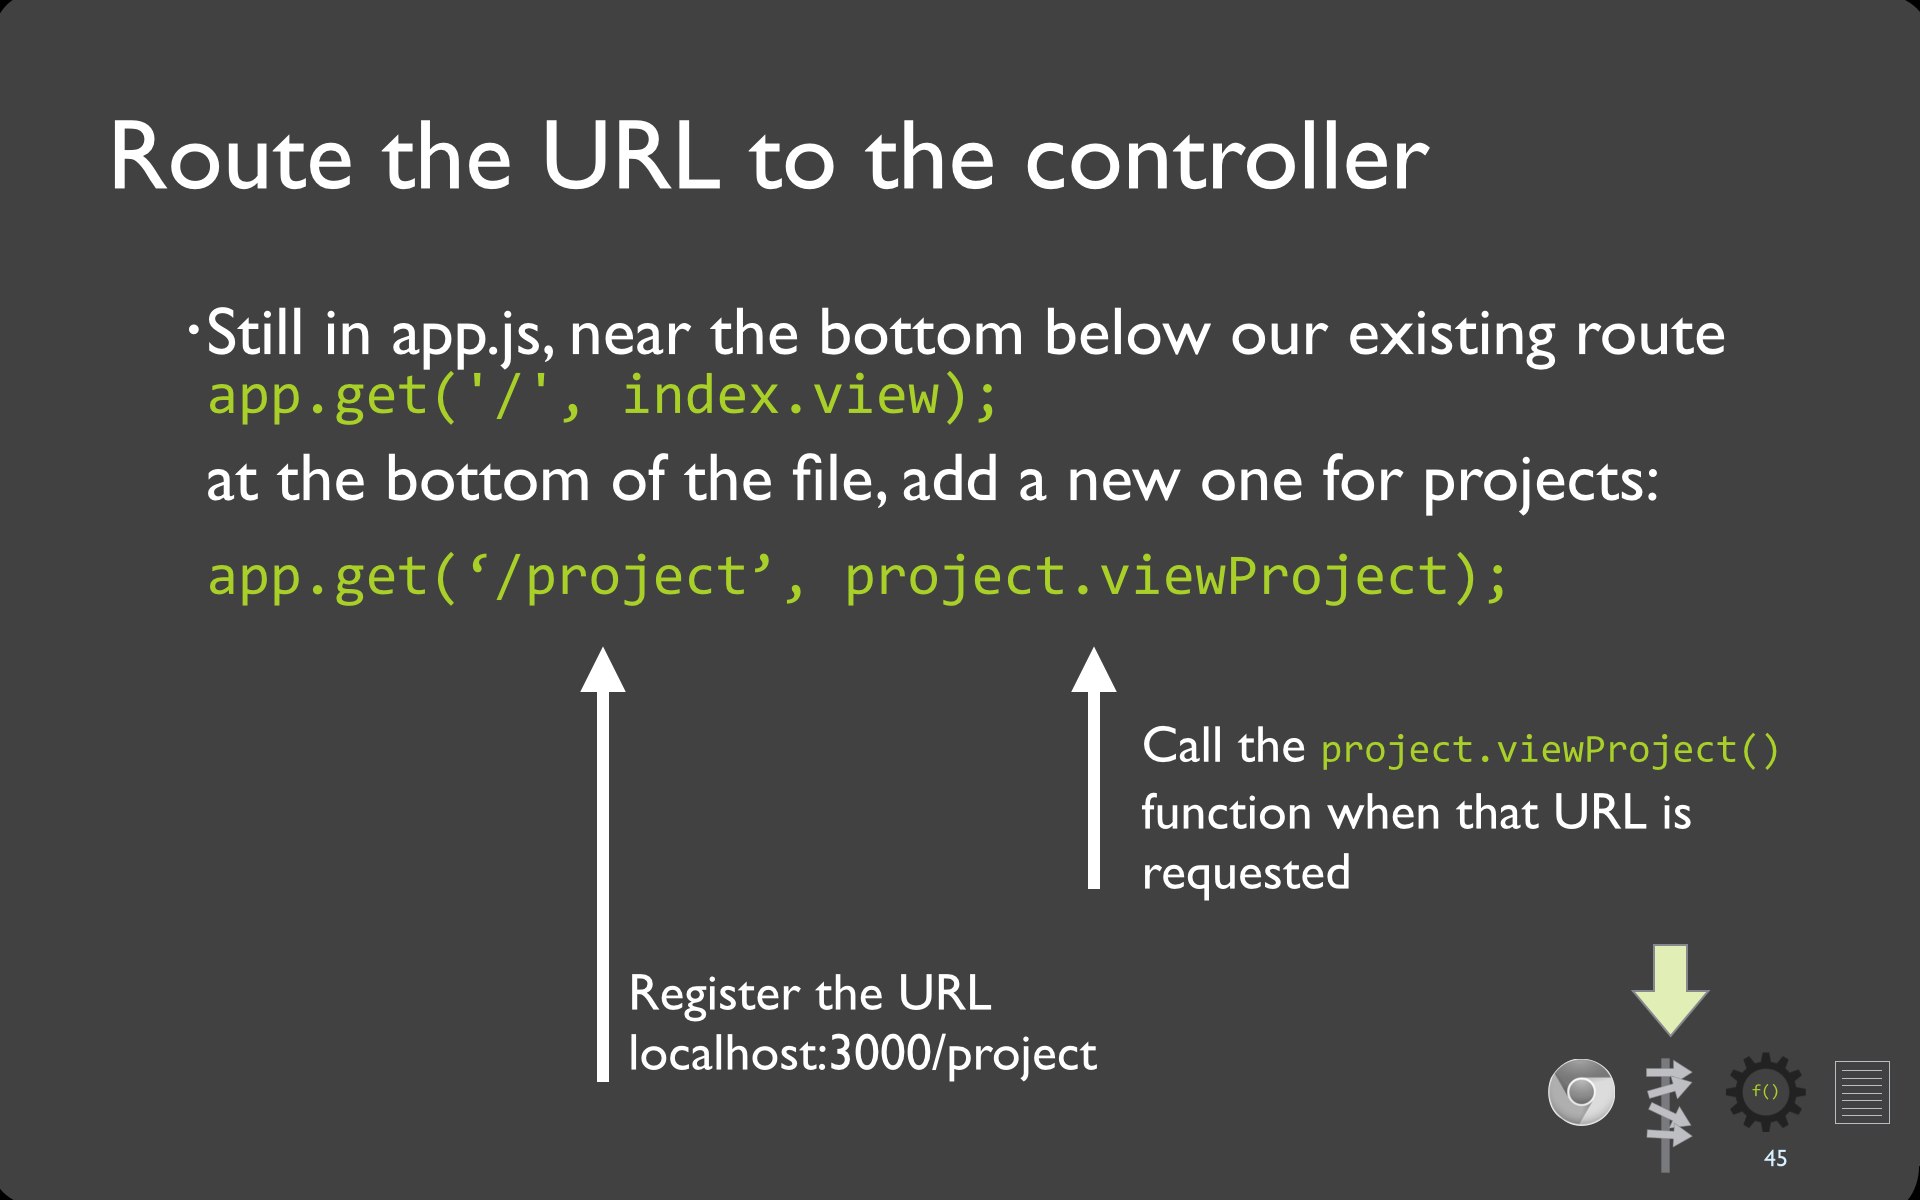 Route the URL to the controller
•Still in app.js, near the bottom below our existing route
app.get('/', index.view);
at the bottom of the file, add a new one for projects:
app.get(‘/project’, project.viewProject);
Call the project.viewProject()
function when that URL is
requested
Register the URL
localhost:3000/project
f()
45